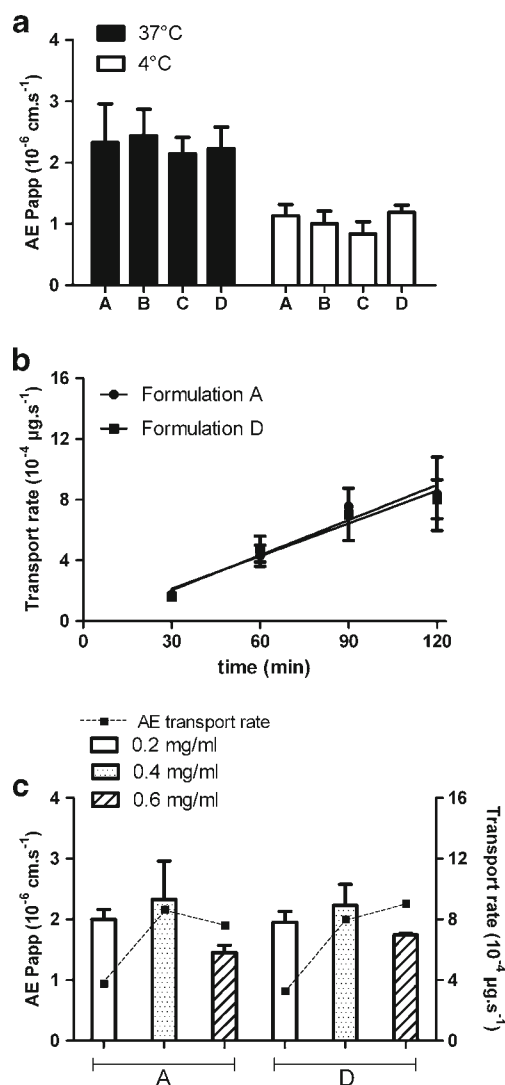 a
37°C
4°C
AE Papp (10⁻⁶ cm.s⁻¹)
4
3
2
1
0
A B C D A B C D
b
Formulation A
Formulation D
Transport rate (10⁻⁴ µg.s⁻¹)
16
12
8
4
0
0 30 60 90 120
time (min)
AE transport rate
0.2 mg/ml
0.4 mg/ml
0.6 mg/ml
c
AE Papp (10⁻⁶ cm.s⁻¹)
4
3
2
1
0
16
12
8
4
0
Transport rate (10⁻⁴
µg.s⁻¹)
A D